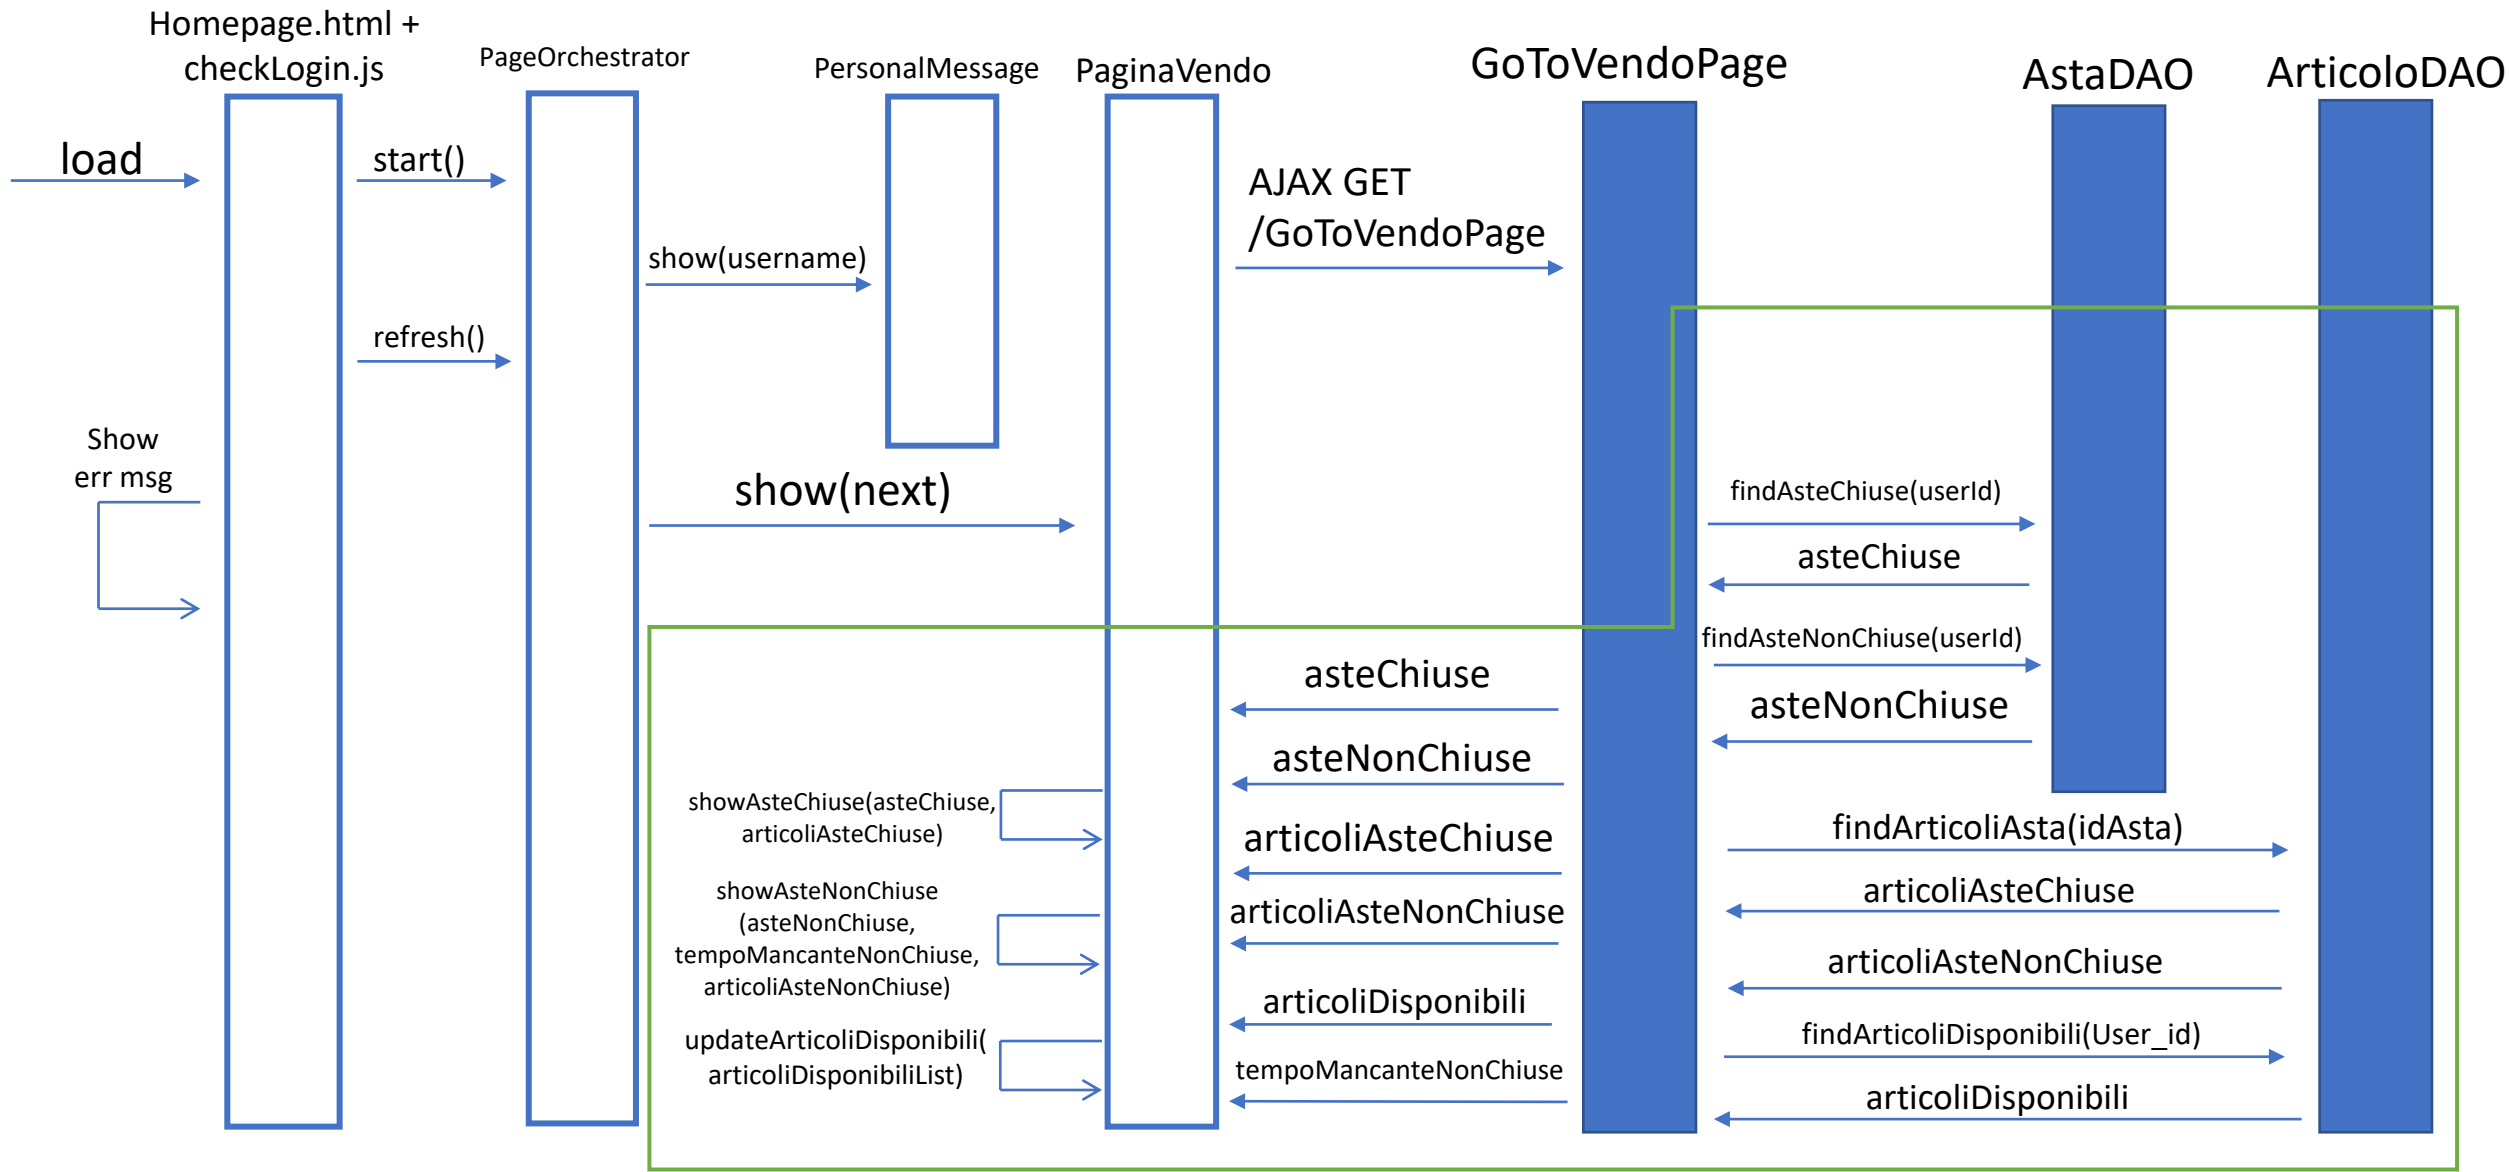 Homepage.html +
checkLogin.js
PageOrchestrator
PersonalMessage
PaginaVendo
GoToVendoPage
AstaDAO
ArticoloDAO
load
start()
AJAX GET
/GoToVendoPage
show(username)
refresh()
Show
err msg
show(next)
findAsteChiuse(userId)
asteChiuse
findAsteNonChiuse(userId)
asteChiuse
asteNonChiuse
asteNonChiuse
showAsteChiuse(asteChiuse,
articoliAsteChiuse)
articoliAsteChiuse
findArticoliAsta(idAsta)
showAsteNonChiuse
(asteNonChiuse,
tempoMancanteNonChiuse,
articoliAsteNonChiuse)
articoliAsteNonChiuse
articoliAsteChiuse
articoliAsteNonChiuse
articoliDisponibili
updateArticoliDisponibili(
articoliDisponibiliList)
findArticoliDisponibili(User_id)
tempoMancanteNonChiuse
articoliDisponibili